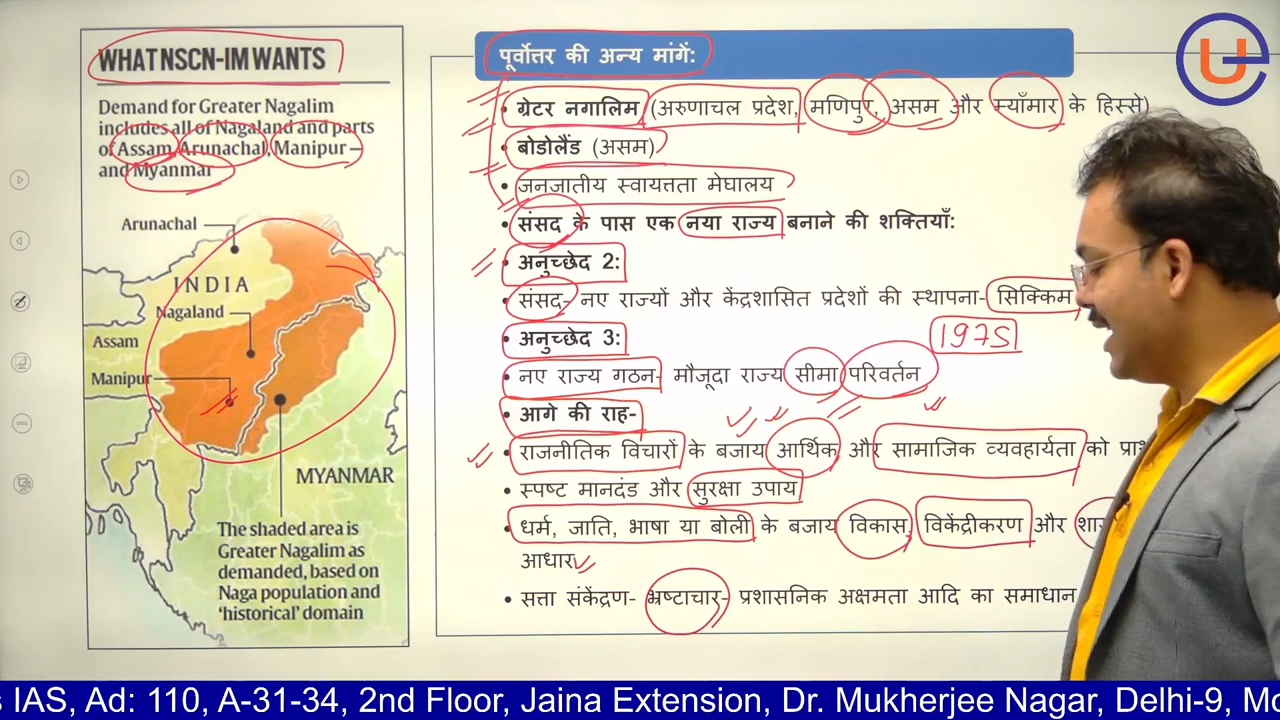 WHAT NSCN-IM WANTS
Demand for Greater Nagalim
includes all of Nagaland and parts
of Assam, Arunachal, Manipur –
and Myanmar
Arunachal
INDIA
Nagaland
Assam
Manipur
MYANMAR
The shaded area is
Greater Nagalim as
demanded, based on
Naga population and
‘historical’ domain
पूर्वोत्तर की अन्य मांगें:
• ग्रेटर नगालिम (अरुणाचल प्रदेश, मणिपुर, असम और म्याँमार के हिस्से)
• बोडोलैंड (असम)
• जनजातीय स्वायत्तता मेघालय
• संसद के पास एक नया राज्य बनाने की शक्तियाँ:
• अनुच्छेद 2:
• संसद- नए राज्यों और केंद्रशासित प्रदेशों की स्थापना- सिक्किम
1975
• अनुच्छेद 3:
• नए राज्य गठन- मौजूदा राज्य सीमा परिवर्तन
• आगे की राह-
• राजनीतिक विचारों के बजाय आर्थिक और सामाजिक व्यवहार्यता को
• स्पष्ट मानदंड और सुरक्षा उपाय
• धर्म, जाति, भाषा या बोली के बजाय विकास, विकेंद्रीकरण और
आधार
• सत्ता संकेंद्रण- भ्रष्टाचार- प्रशासनिक अक्षमता आदि का समाधान
Ue
s IAS, Ad: 110, A-31-34, 2nd Floor, Jaina Extension, Dr. Mukherjee Nagar, Delhi-9, Mo